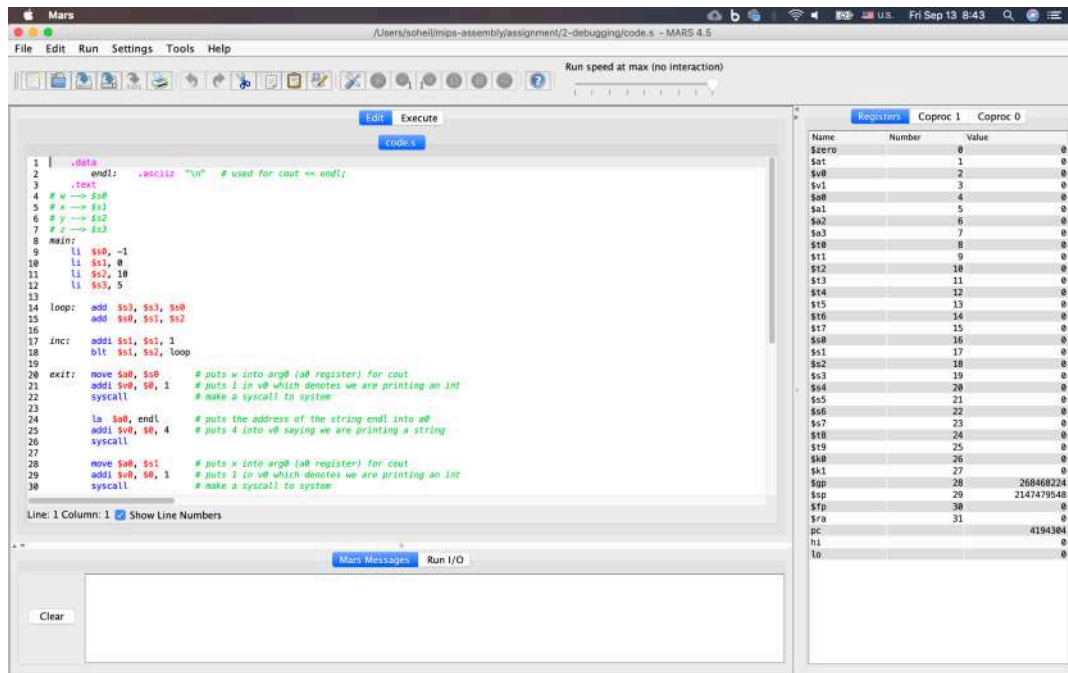 Mars
U.S. Fri Sep 13 8:43
/Users/soheil/mips-assembly/assignment/2-debugging/code.s - MARS 4.5
File Edit Run Settings Tools Help
Run speed at max (no interaction)
Edit Execute
code.s
1 .data
2 endl: .asciiz "\n" # used for cout << endl;
3 .text
4 # w --> $s0
5 # x --> $s1
6 # y --> $s2
7 # z --> $s3
8 main:
9 li $s0, -1
10 li $s1, 0
11 li $s2, 10
12 li $s3, 5
13
14 loop: add $s3, $s3, $s0
15 add $s0, $s1, $s2
16
17 inc: addi $s1, $s1, 1
18 blt $s1, $s2, loop
19
20 exit: move $a0, $s0 # puts w into arg0 (a0 register) for cout
21 addi $v0, $0, 1 # puts 1 in v0 which denotes we are printing an int
22 syscall # make a syscall to system
23
24 la $a0, endl # puts the address of the string endl into a0
25 addi $v0, $0, 4 # puts 4 into v0 saying we are printing a string
26 syscall
27
28 move $a0, $s1 # puts x into arg0 (a0 register) for cout
29 addi $v0, $0, 1 # puts 1 in v0 which denotes we are printing an int
30 syscall # make a syscall to system
Line: 1 Column: 1 Show Line Numbers
Mars Messages Run I/O
Clear
Registers Coproc 1 Coproc 0
Name Number Value
$zero 0 0
$at 1 0
$v0 2 0
$v1 3 0
$a0 4 0
$a1 5 0
$a2 6 0
$a3 7 0
$t0 8 0
$t1 9 0
$t2 10 0
$t3 11 0
$t4 12 0
$t5 13 0
$t6 14 0
$t7 15 0
$s0 16 0
$s1 17 0
$s2 18 0
$s3 19 0
$s4 20 0
$s5 21 0
$s6 22 0
$s7 23 0
$t8 24 0
$t9 25 0
$k0 26 0
$k1 27 0
$gp 28 268468224
$sp 29 2147479548
$fp 30 0
$ra 31 0
pc 4194304
hi 0
lo 0